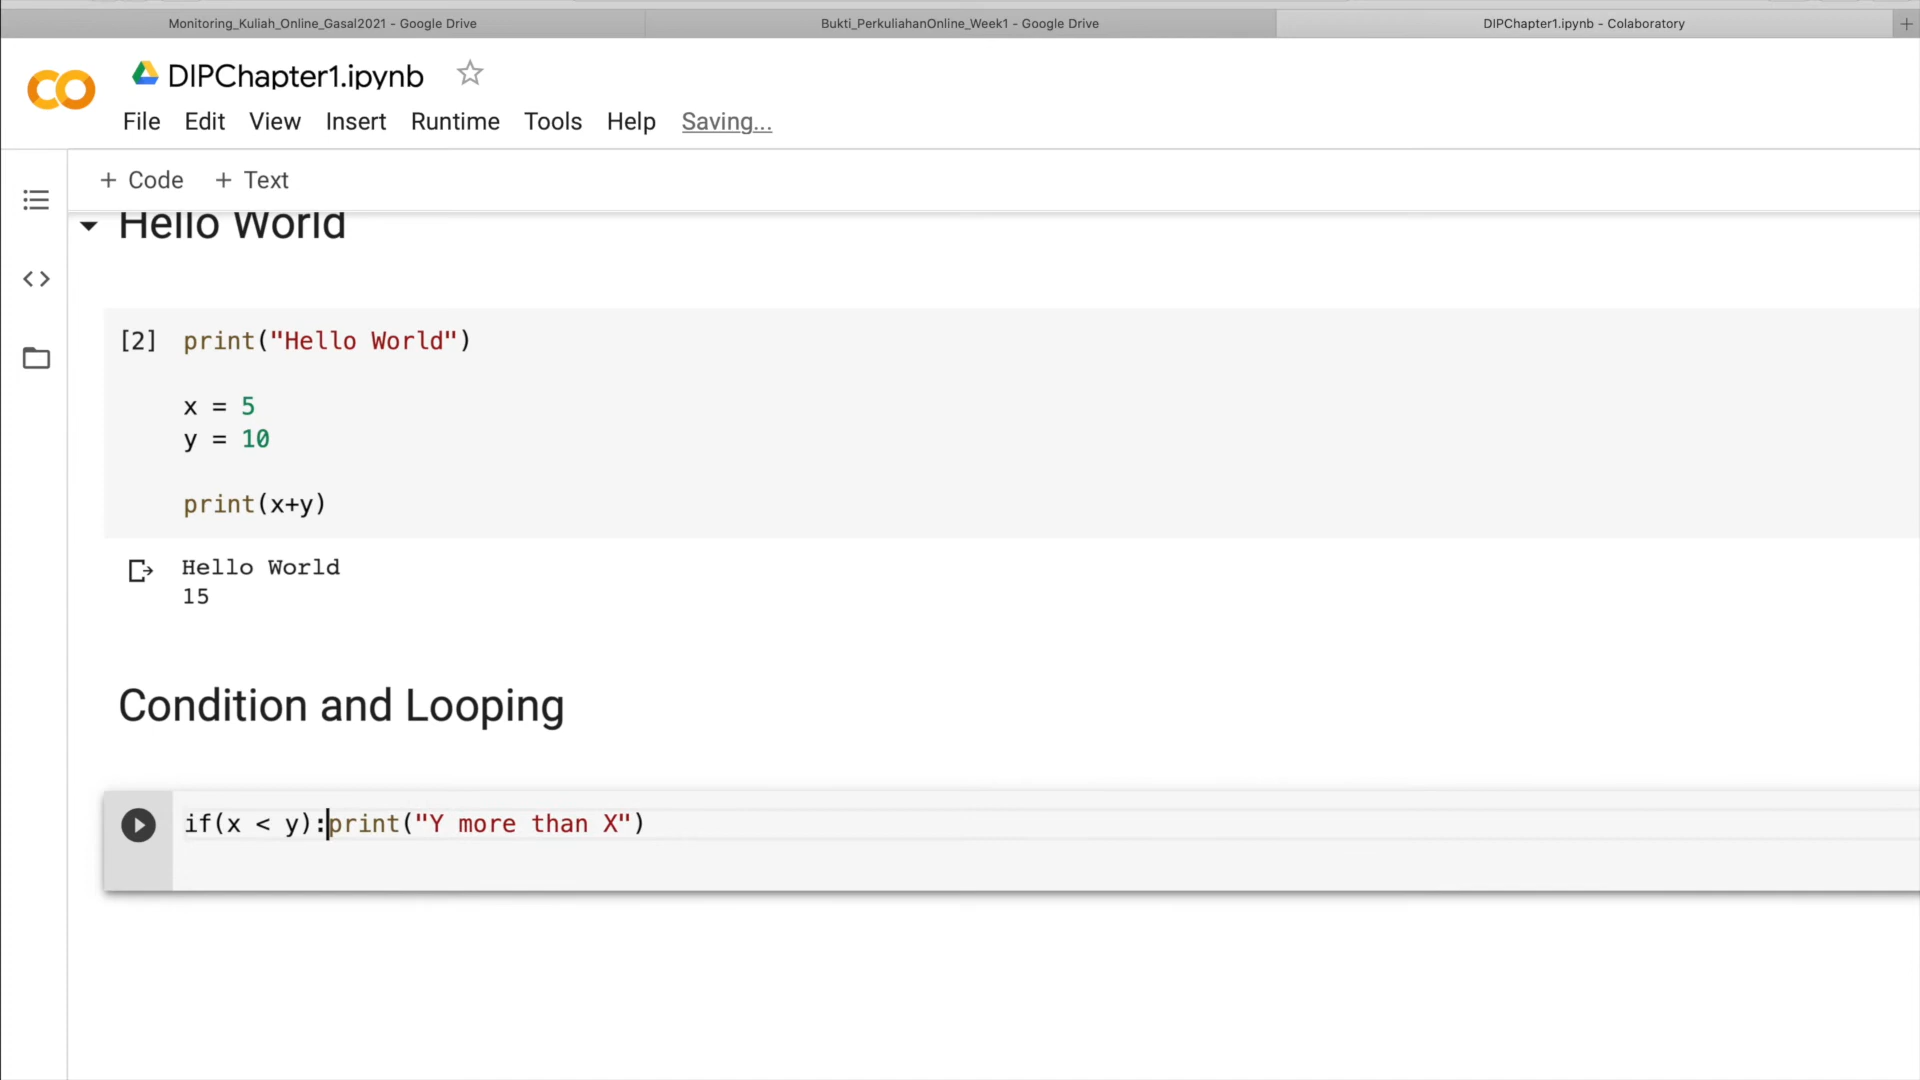 Monitoring_Kuliah_Online_Gasal2021 - Google Drive
Bukti_PerkuliahanOnline_Week1 - Google Drive
DIPChapter1.ipynb - Colaboratory
DIPChapter1.ipynb
File Edit View Insert Runtime Tools Help Saving...
+ Code + Text
Hello World
[2] print("Hello World")
x = 5
y = 10
print(x+y)
Hello World
15
Condition and Looping
if(x < y):print("Y more than X")